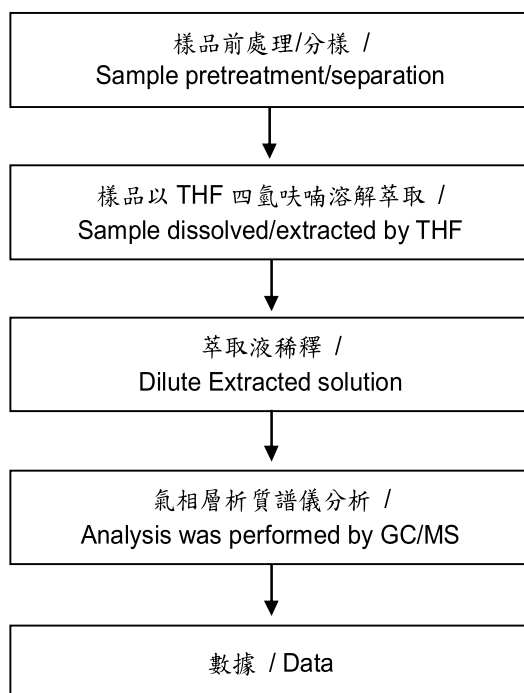 樣品前處理/分樣 /
Sample pretreatment/separation
樣品以 THF 四氫呋喃溶解萃取 /
Sample dissolved/extracted by THF
萃取液稀釋 /
Dilute Extracted solution
氣相層析質譜儀分析 /
Analysis was performed by GC/MS
數據 / Data